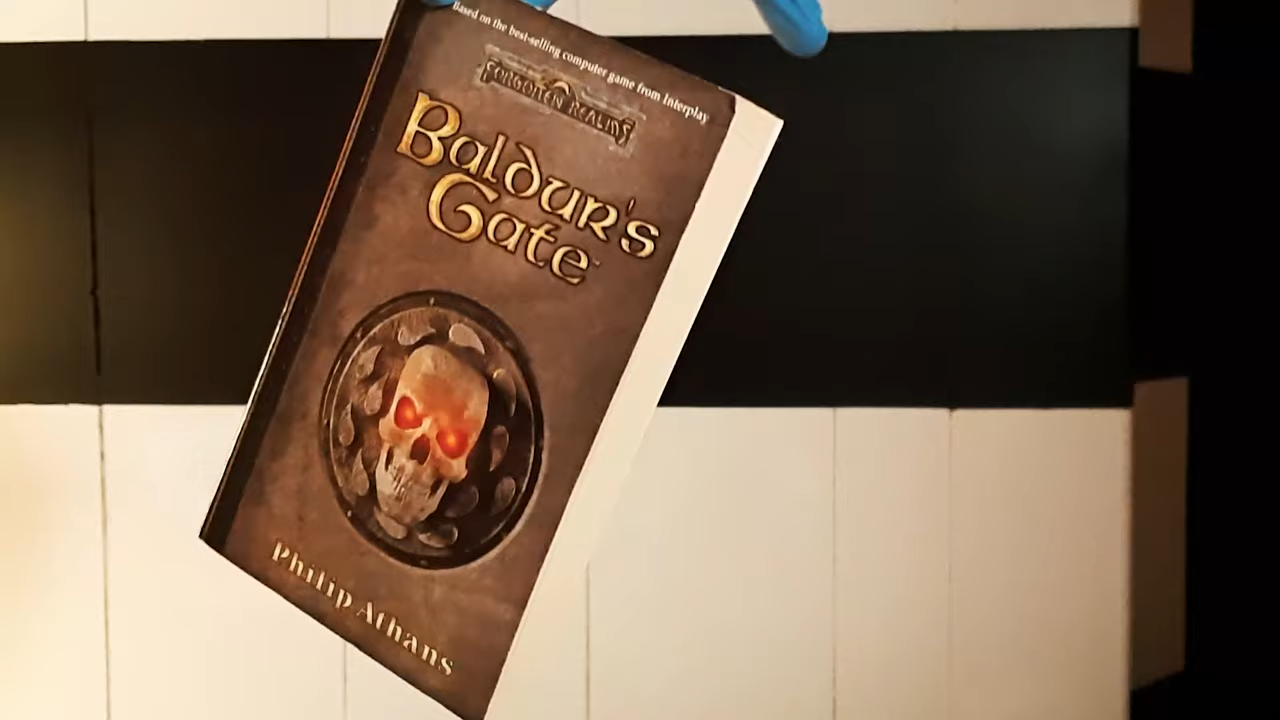 Based on the best-selling computer game from Interplay
FORGOTTEN REALMS
Baldur's
Gate
Philip Athans